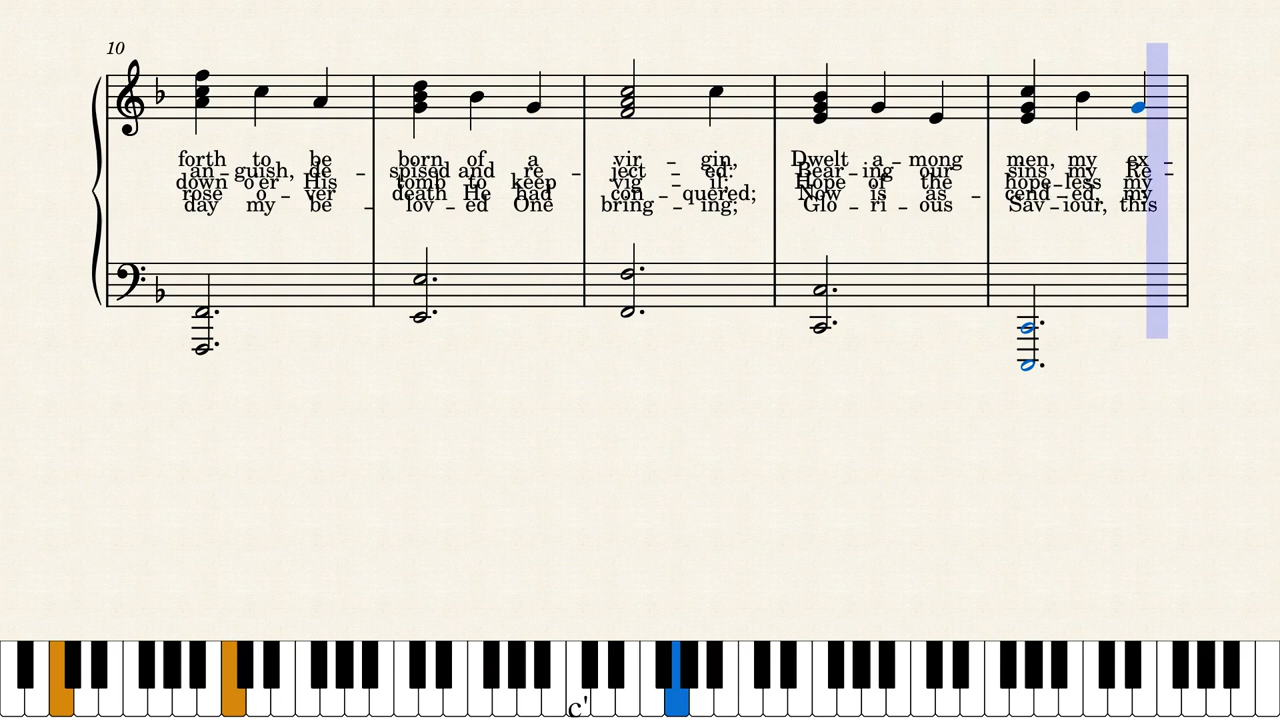 10
forth to be born of a vir – gin, Dwelt a – mong men, my ex –
an – guish, de – spised and re – ject – ed: Bear – ing our sins, my Re –
down o'er His tomb to keep vig – il: Hope of the hope – less my
rose o – ver death He had con – quered; Now is as – cend – ed, my
day my be – lov – ed One bring – ing; Glo – ri – ous Sav – iour, this
c'